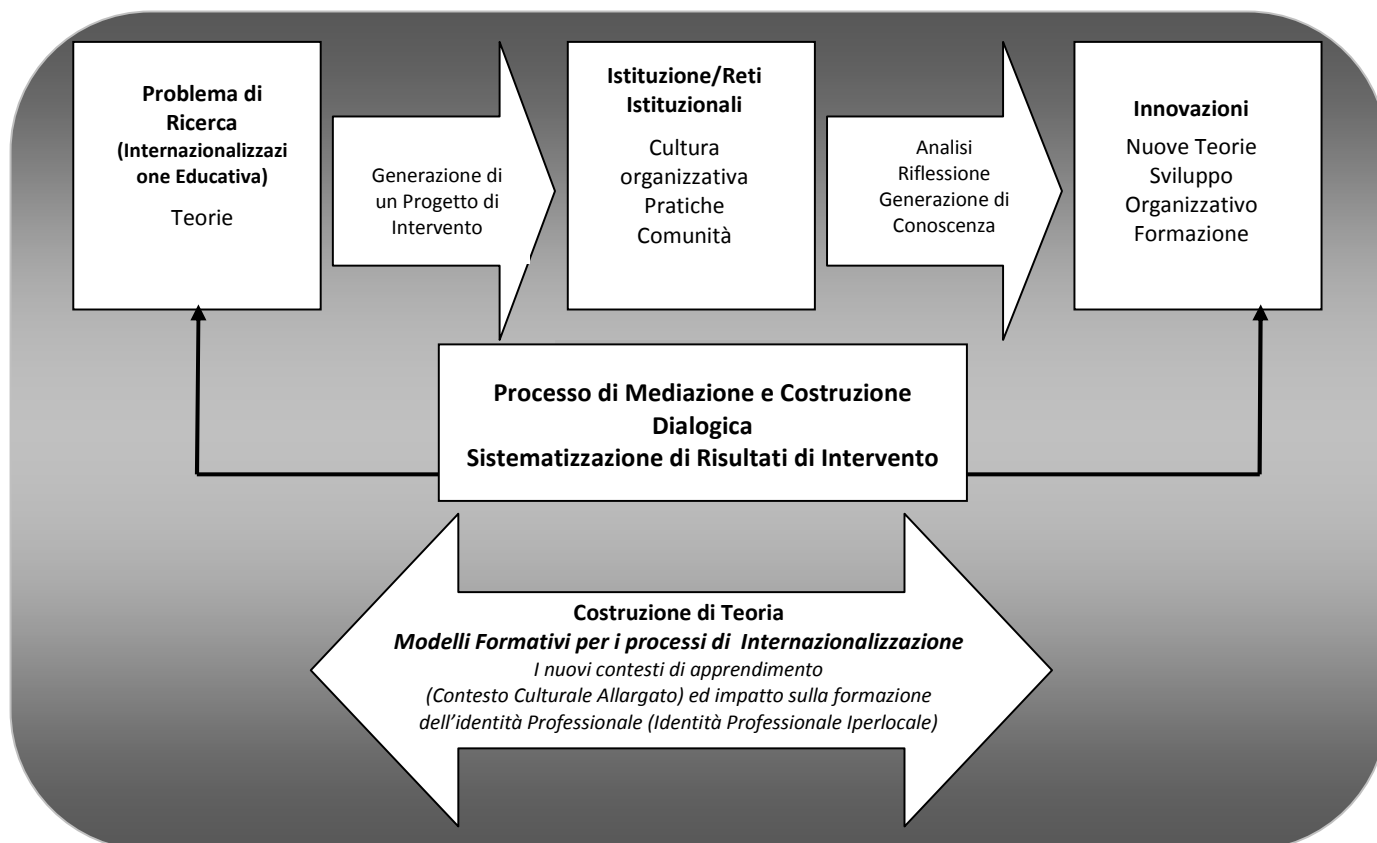 Problema di
Ricerca
(Internazionalizzazi
one Educativa)
Teorie
Generazione di
un Progetto di
Intervento
Istituzione/Reti
Istituzionali
Cultura
organizzativa
Pratiche
Comunità
Analisi
Riflessione
Generazione di
Conoscenza
Innovazioni
Nuove Teorie
Sviluppo
Organizzativo
Formazione
Processo di Mediazione e Costruzione
Dialogica
Sistematizzazione di Risultati di Intervento
Costruzione di Teoria
Modelli Formativi per i processi di Internazionalizzazione
I nuovi contesti di apprendimento
(Contesto Culturale Allargato) ed impatto sulla formazione
dell'identità Professionale (Identità Professionale Iperlocale)